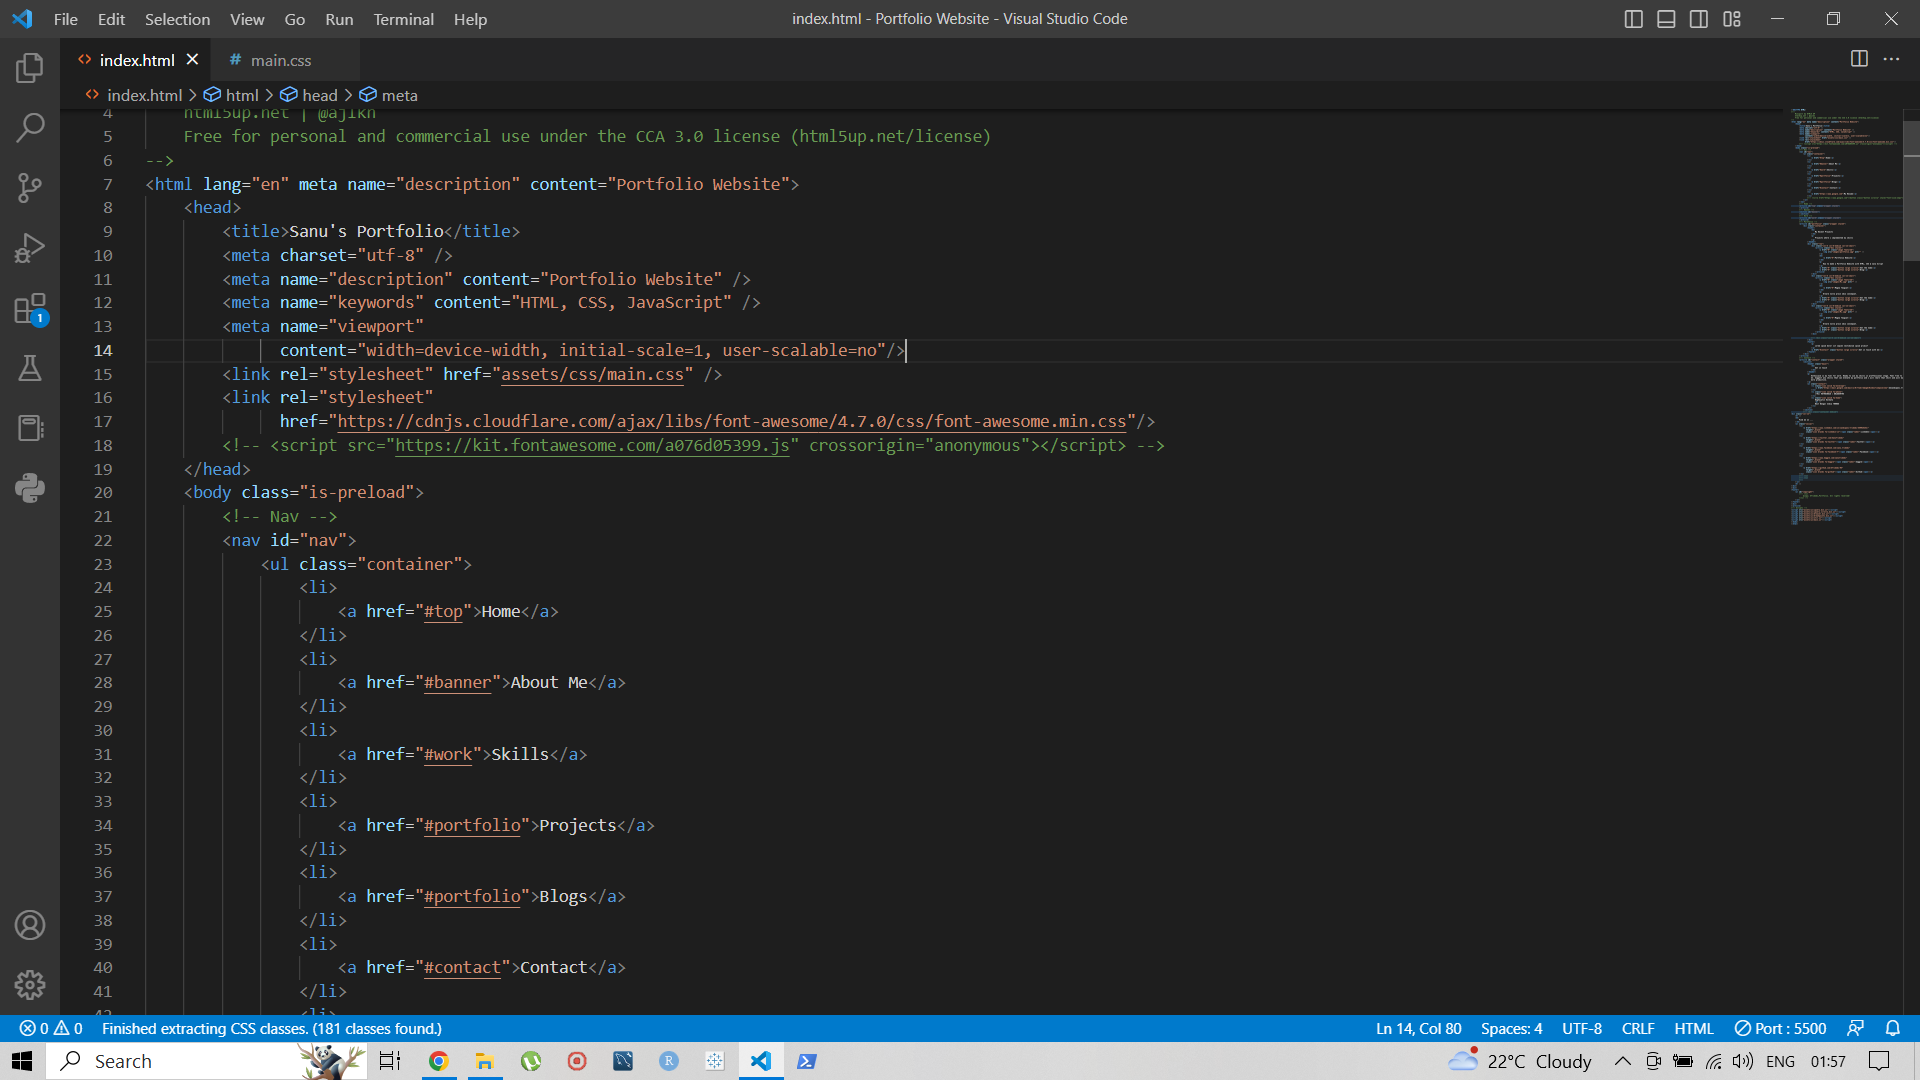 File Edit Selection View Go Run Terminal Help
index.html - Portfolio Website - Visual Studio Code
<> index.html
# main.css
<> index.html > html > head > meta
4 html5up.net | @ajlkn
5 Free for personal and commercial use under the CCA 3.0 license (html5up.net/license)
6 -->
7 <html lang="en" meta name="description" content="Portfolio Website">
8 <head>
9 <title>Sanu's Portfolio</title>
10 <meta charset="utf-8" />
11 <meta name="description" content="Portfolio Website" />
12 <meta name="keywords" content="HTML, CSS, JavaScript" />
13 <meta name="viewport"
14 content="width=device-width, initial-scale=1, user-scalable=no"/>
15 <link rel="stylesheet" href="assets/css/main.css" />
16 <link rel="stylesheet"
17 href="https://cdnjs.cloudflare.com/ajax/libs/font-awesome/4.7.0/css/font-awesome.min.css"/>
18 <!-- <script src="https://kit.fontawesome.com/a076d05399.js" crossorigin="anonymous"></script> -->
19 </head>
20 <body class="is-preload">
21 <!-- Nav -->
22 <nav id="nav">
23 <ul class="container">
24 <li>
25 <a href="#top">Home</a>
26 </li>
27 <li>
28 <a href="#banner">About Me</a>
29 </li>
30 <li>
31 <a href="#work">Skills</a>
32 </li>
33 <li>
34 <a href="#portfolio">Projects</a>
35 </li>
36 <li>
37 <a href="#portfolio">Blogs</a>
38 </li>
39 <li>
40 <a href="#contact">Contact</a>
41 </li>
42 <li>
1
0 0 Finished extracting CSS classes. (181 classes found.)
Ln 14, Col 80 Spaces: 4 UTF-8 CRLF HTML Port : 5500
Search
R
22°C Cloudy
ENG 01:57